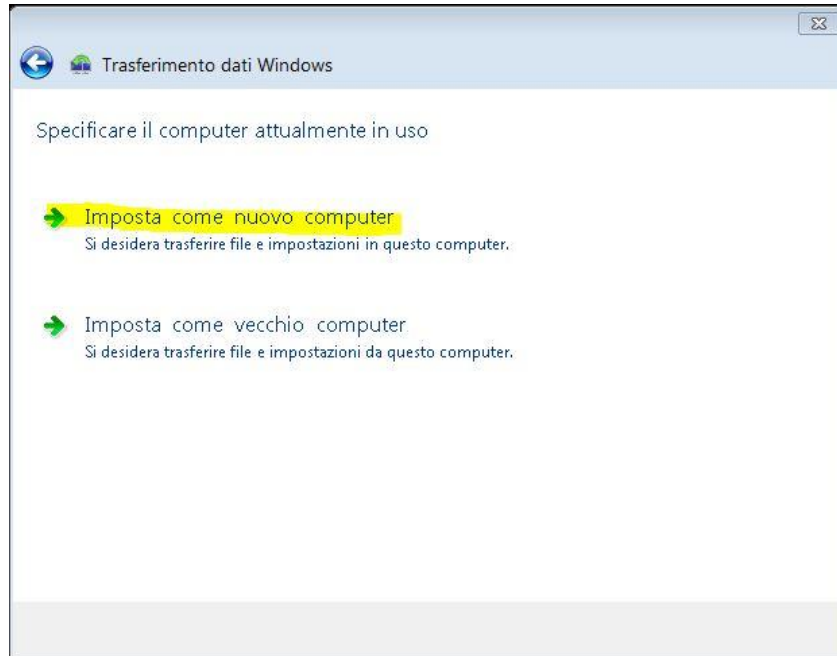 Trasferimento dati Windows
Specificare il computer attualmente in uso
Imposta come nuovo computer
Si desidera trasferire file e impostazioni in questo computer.
Imposta come vecchio computer
Si desidera trasferire file e impostazioni da questo computer.